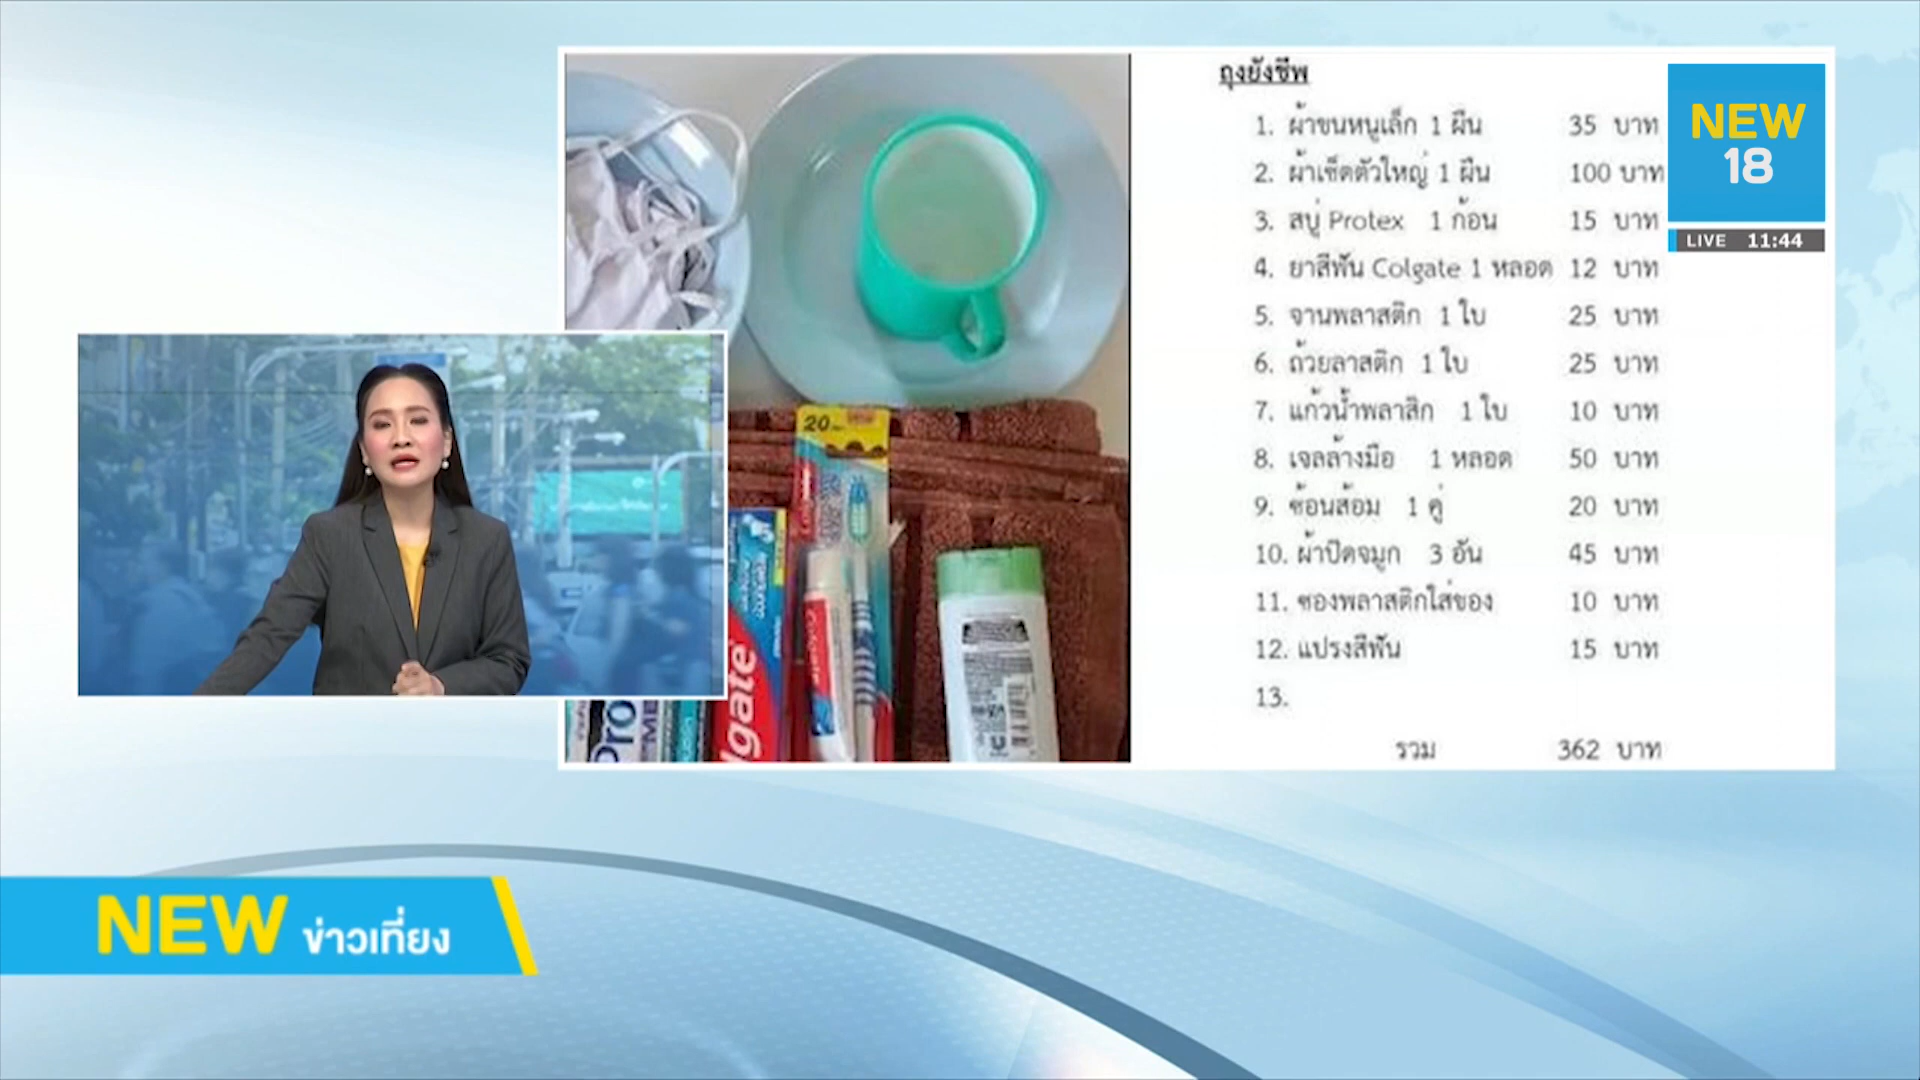 ถุงยังชีพ
1. ผ้าขนหนูเล็ก 1 ผืน 35 บาท
2. ผ้าเช็ดตัวใหญ่ 1 ผืน 100 บาท
3. สบู่ Protex 1 ก้อน 15 บาท
4. ยาสีฟัน Colgate 1 หลอด 12 บาท
5. จานพลาสติก 1 ใบ 25 บาท
6. ถ้วยลาสติก 1 ใบ 25 บาท
7. แก้วน้ำพลาสิก 1 ใบ 10 บาท
8. เจลล้างมือ 1 หลอด 50 บาท
9. ช้อนส้อม 1 คู่ 20 บาท
10. ผ้าปิดจมูก 3 อัน 45 บาท
11. ซองพลาสติกใส่ของ 10 บาท
12. แปรงสีฟัน 15 บาท
13.
รวม 362 บาท
NEW
18
LIVE 11:44
20
Colgate
lgate
Pro
NEW ข่าวเที่ยง